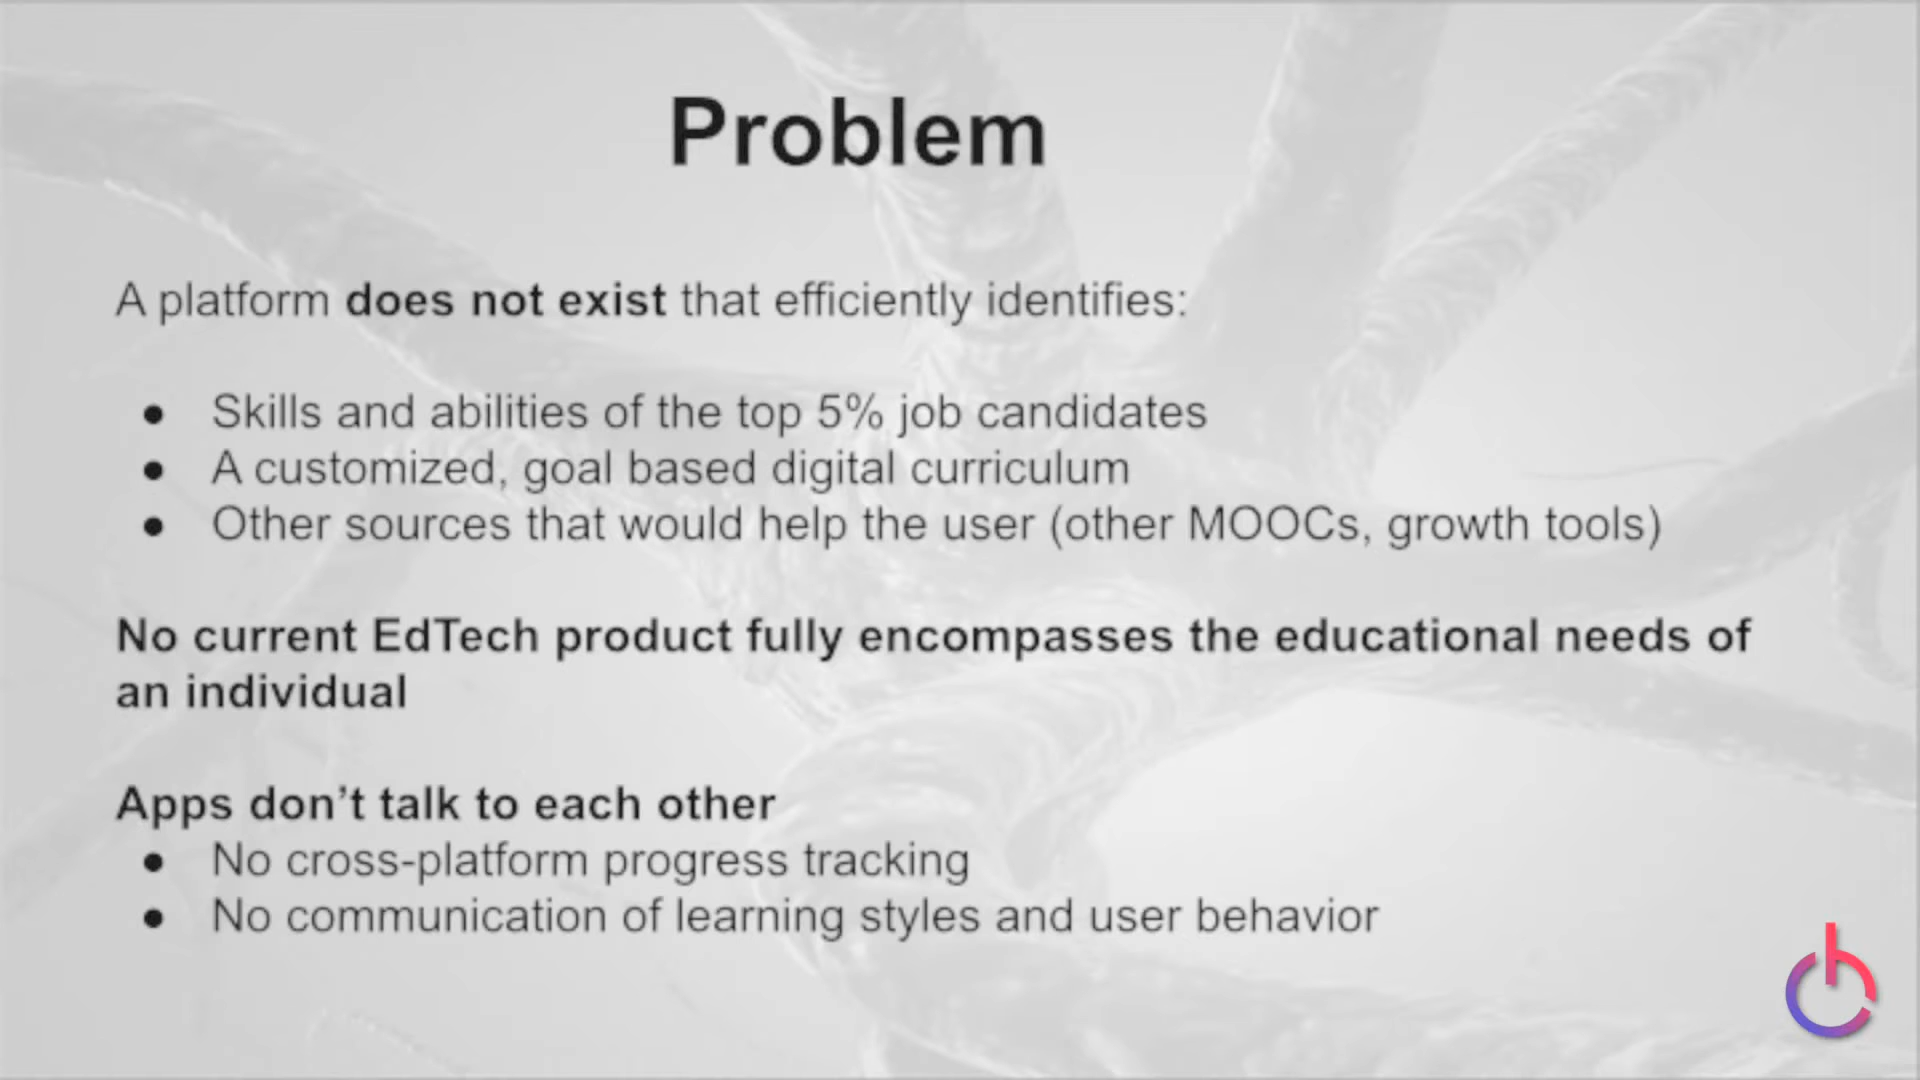 Problem
A platform does not exist that efficiently identifies:
● Skills and abilities of the top 5% job candidates
● A customized, goal based digital curriculum
● Other sources that would help the user (other MOOCs, growth tools)
No current EdTech product fully encompasses the educational needs of
an individual
Apps don’t talk to each other
● No cross-platform progress tracking
● No communication of learning styles and user behavior